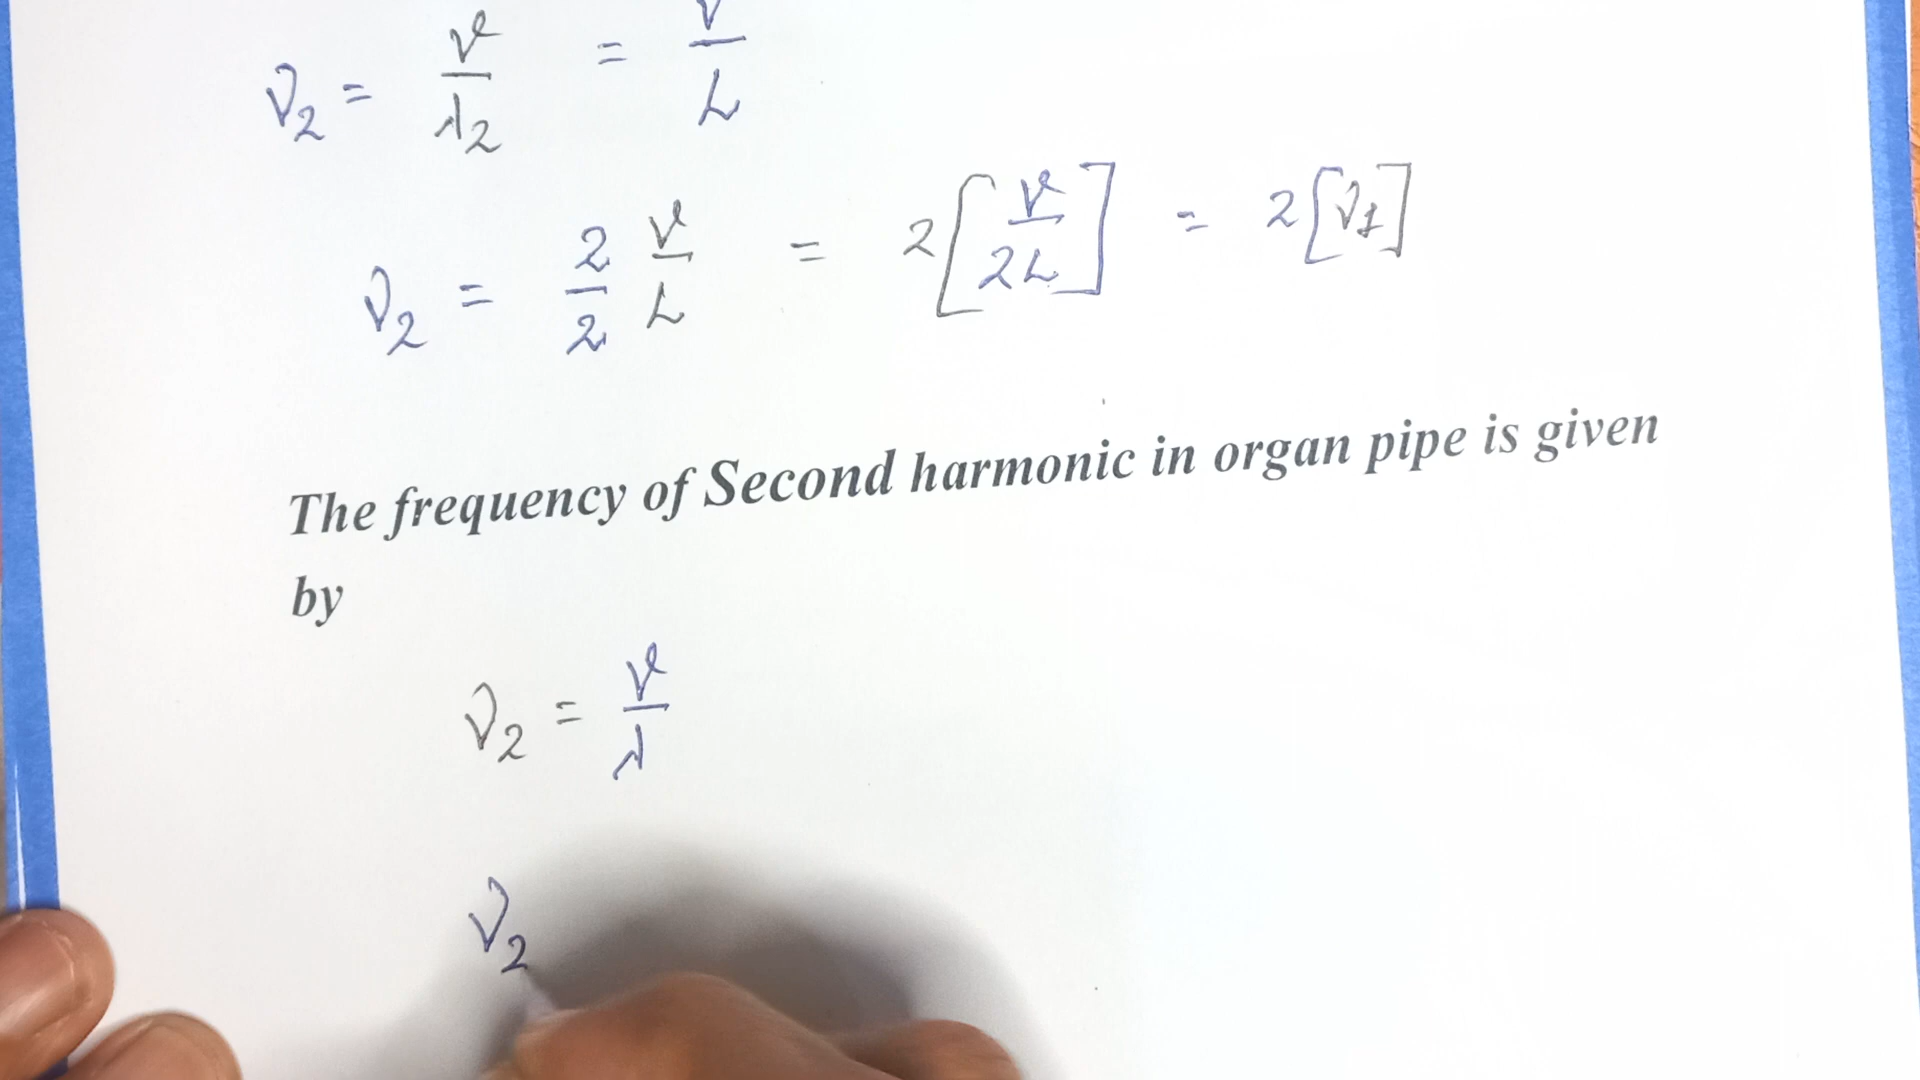 ν₂ = v/λ₂ = v/L
ν₂ = 2/2 v/L = 2[v/2L] = 2[ν₁]
The frequency of Second harmonic in organ pipe is given
by
ν₂ = v/λ
ν₂